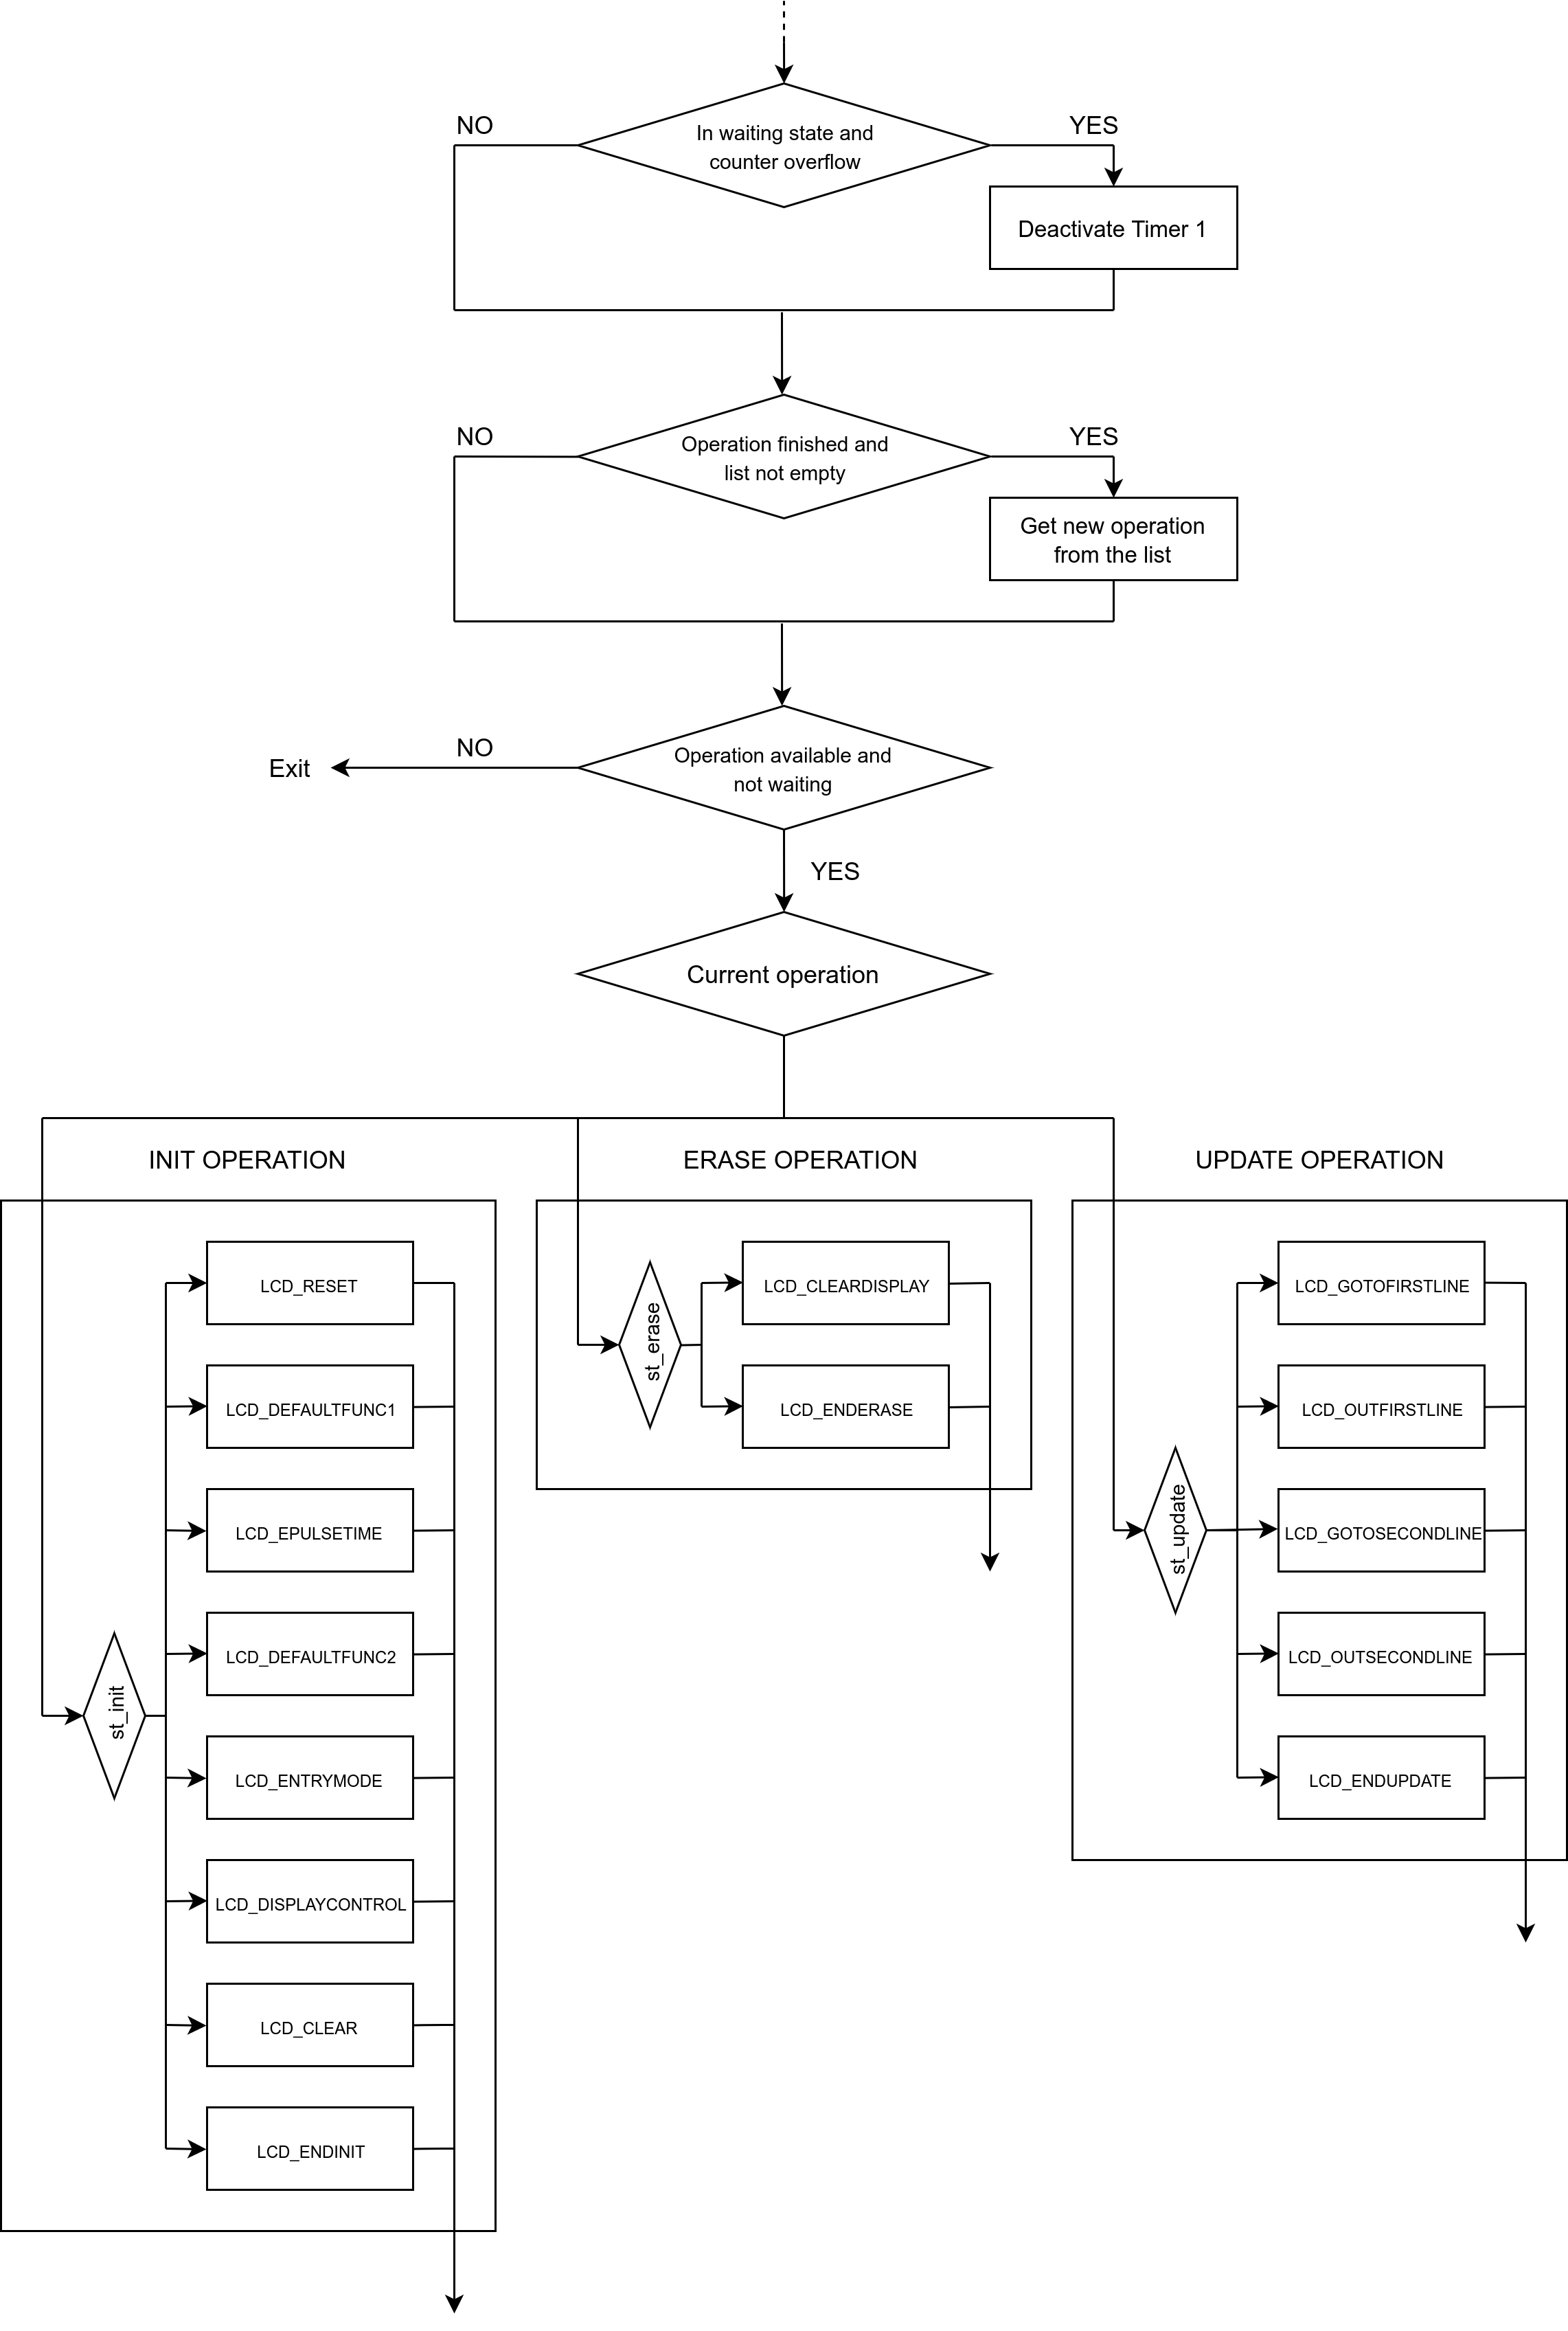 NO
YES
In waiting state and
counter overflow
Deactivate Timer 1
NO
YES
Operation finished and
list not empty
Get new operation
from the list
NO
Exit
Operation available and
not waiting
YES
Current operation
INIT OPERATION
LCD_RESET
LCD_DEFAULTFUNC1
LCD_EPULSETIME
LCD_DEFAULTFUNC2
st_init
LCD_ENTRYMODE
LCD_DISPLAYCONTROL
LCD_CLEAR
LCD_ENDINIT
ERASE OPERATION
st_erase
LCD_CLEARDISPLAY
LCD_ENDERASE
UPDATE OPERATION
LCD_GOTOFIRSTLINE
LCD_OUTFIRSTLINE
st_update
LCD_GOTOSECONDLINE
LCD_OUTSECONDLINE
LCD_ENDUPDATE